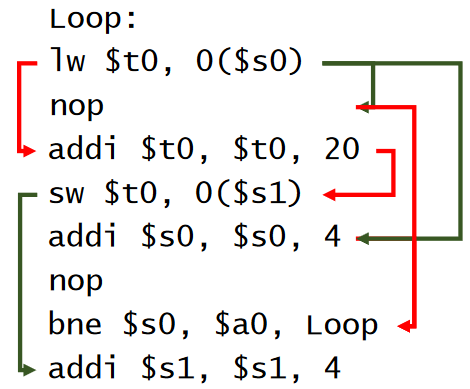 Loop:
lw $t0, 0($s0)
nop
addi $t0, $t0, 20
sw $t0, 0($s1)
addi $s0, $s0, 4
nop
bne $s0, $a0, Loop
addi $s1, $s1, 4